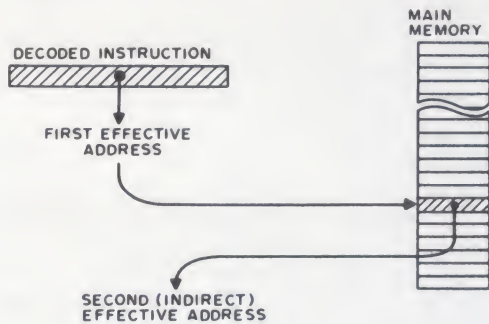 MAIN
MEMORY
DECODED INSTRUCTION
FIRST EFFECTIVE
ADDRESS
SECOND (INDIRECT)
EFFECTIVE ADDRESS